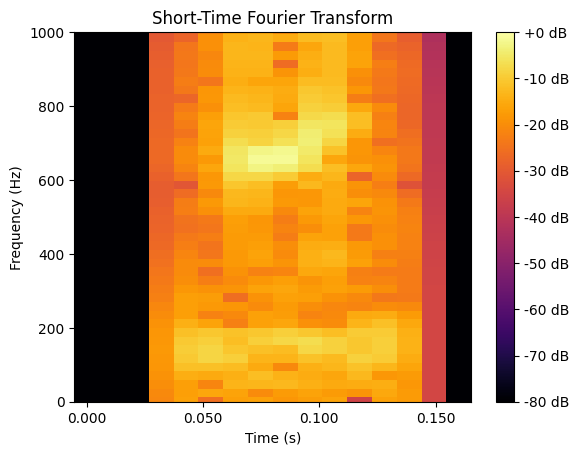 Short-Time Fourier Transform
1000
800
600
400
200
0
Frequency (Hz)
0.000
0.050
0.100
0.150
Time (s)
+0 dB
-10 dB
-20 dB
-30 dB
-40 dB
-50 dB
-60 dB
-70 dB
-80 dB